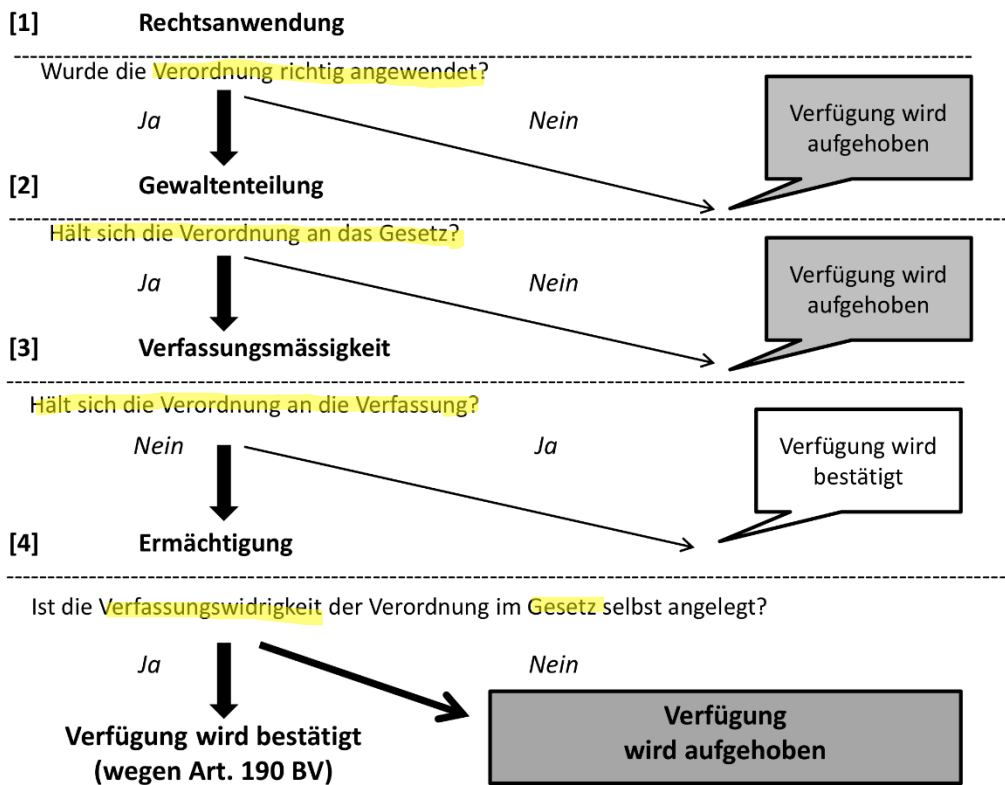 [1] Rechtsanwendung
Wurde die Verordnung richtig angewendet?
Ja Nein
Verfügung wird
aufgehoben
[2] Gewaltenteilung
Hält sich die Verordnung an das Gesetz?
Ja Nein
Verfügung wird
aufgehoben
[3] Verfassungsmässigkeit
Hält sich die Verordnung an die Verfassung?
Nein Ja
Verfügung wird
bestätigt
[4] Ermächtigung
Ist die Verfassungswidrigkeit der Verordnung im Gesetz selbst angelegt?
Ja Nein
Verfügung wird bestätigt
(wegen Art. 190 BV)
Verfügung
wird aufgehoben